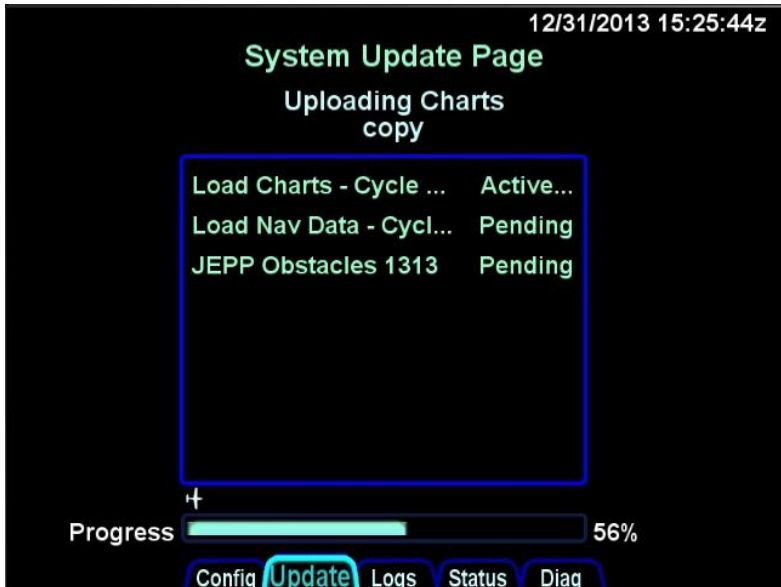 12/31/2013 15:25:44z
System Update Page
Uploading Charts
copy
Load Charts - Cycle ... Active...
Load Nav Data - Cycl... Pending
JEPP Obstacles 1313 Pending
Progress 56%
Config Update Logs Status Diag